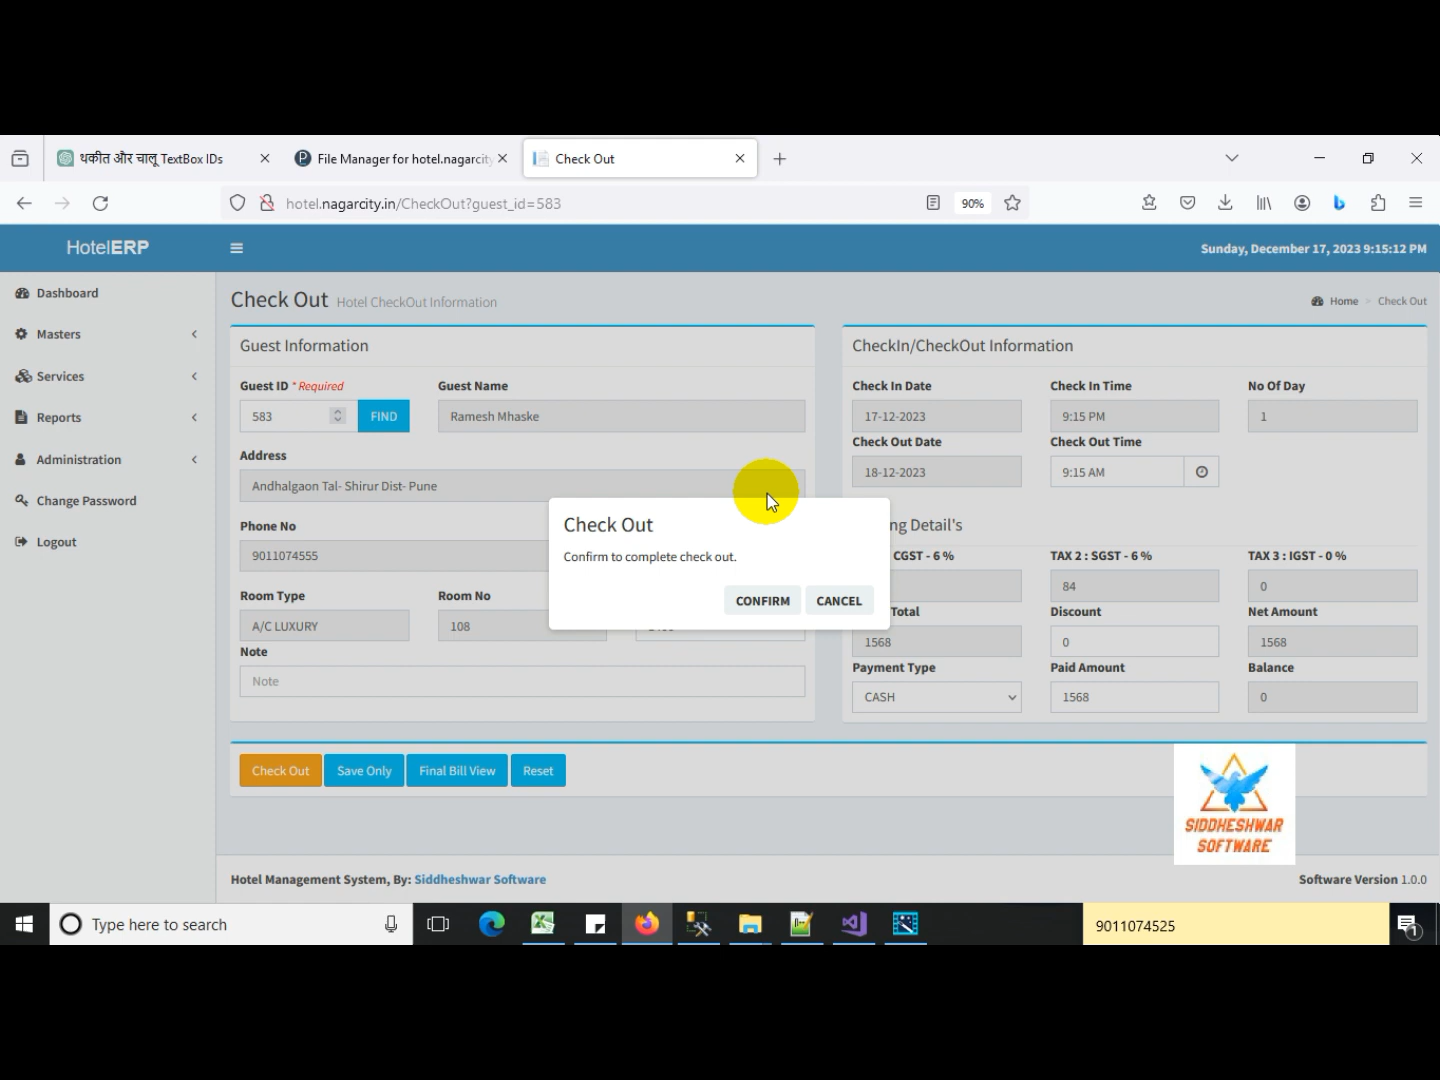 थकीत और चालू TextBox IDs
File Manager for hotel.nagarcity
Check Out
hotel.nagarcity.in/CheckOut?guest_id=583
90%
HotelERP
Sunday, December 17, 2023 9:15:12 PM
Dashboard
Masters
Services
Reports
Administration
Change Password
Logout
Check Out Hotel CheckOut Information
Home > Check Out
Guest Information
Guest ID * Required
Guest Name
583
FIND
Ramesh Mhaske
Address
Andhalgaon Tal- Shirur Dist- Pune
Phone No
9011074555
Room Type
Room No
A/C LUXURY
108
Note
Note
CheckIn/CheckOut Information
Check In Date
Check In Time
No Of Day
17-12-2023
9:15 PM
1
Check Out Date
Check Out Time
18-12-2023
9:15 AM
ng Detail's
CGST - 6 %
TAX 2 : SGST - 6 %
TAX 3 : IGST - 0 %
84
0
Total
Discount
Net Amount
1568
0
1568
Payment Type
Paid Amount
Balance
CASH
1568
0
Check Out
Confirm to complete check out.
CONFIRM
CANCEL
Check Out
Save Only
Final Bill View
Reset
SIDDHESHWAR
SOFTWARE
Hotel Management System, By: Siddheshwar Software
Software Version 1.0.0
Type here to search
9011074525
1